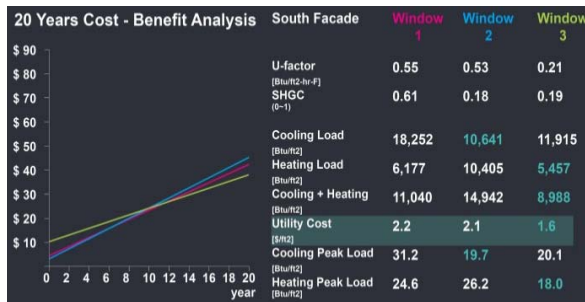 20 Years Cost - Benefit Analysis
$ 90
$ 80
$ 70
$ 60
$ 50
$ 40
$ 30
$ 20
$ 10
0 2 4 6 8 10 12 14 16 18 20
year
South Facade Window 1 Window 2 Window 3
U-factor 0.55 0.53 0.21
[Btu/ft2-hr-F]
SHGC 0.61 0.18 0.19
(0~1)
Cooling Load 18,252 10,641 11,915
[Btu/ft2]
Heating Load 6,177 10,405 5,457
[Btu/ft2]
Cooling + Heating 11,040 14,942 8,988
[Btu/ft2]
Utility Cost 2.2 2.1 1.6
[$/ft2]
Cooling Peak Load 31.2 19.7 20.1
[Btu/ft2]
Heating Peak Load 24.6 26.2 18.0
[Btu/ft2]